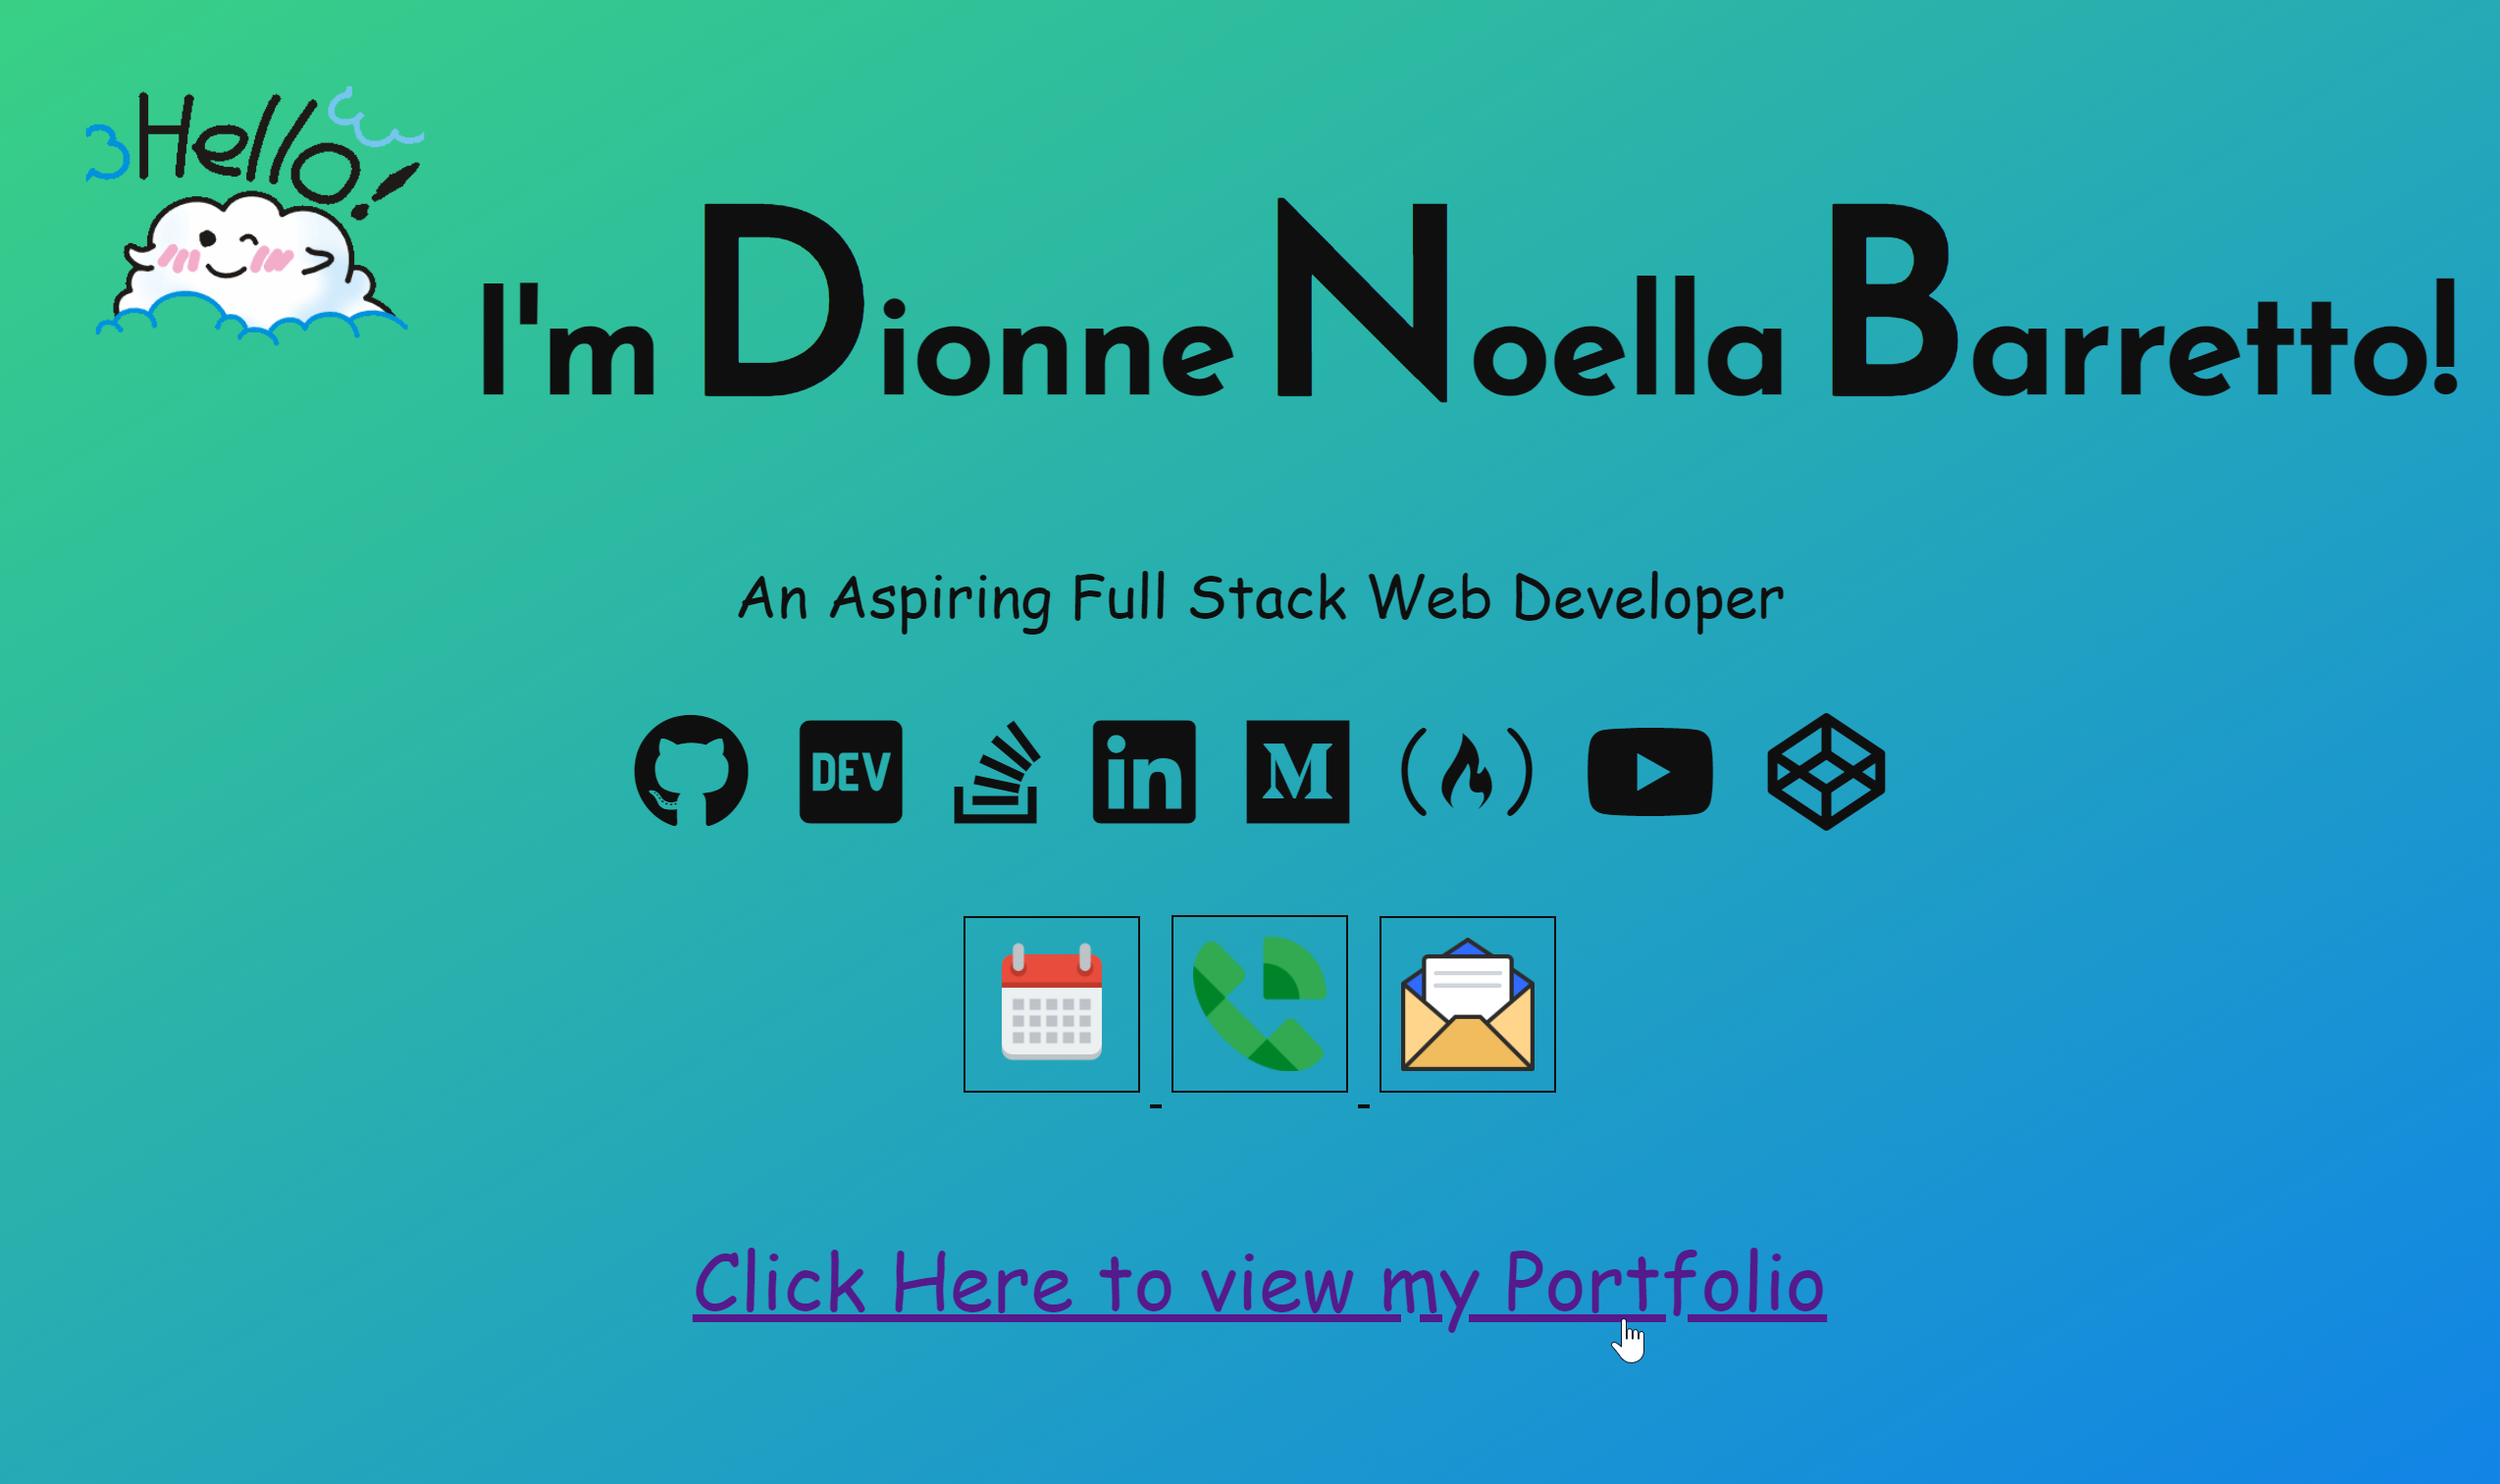 Hello!
I'm Dionne Noella Barretto!
An Aspiring Full Stack Web Developer
DEV in M
Click Here to view my Portfolio